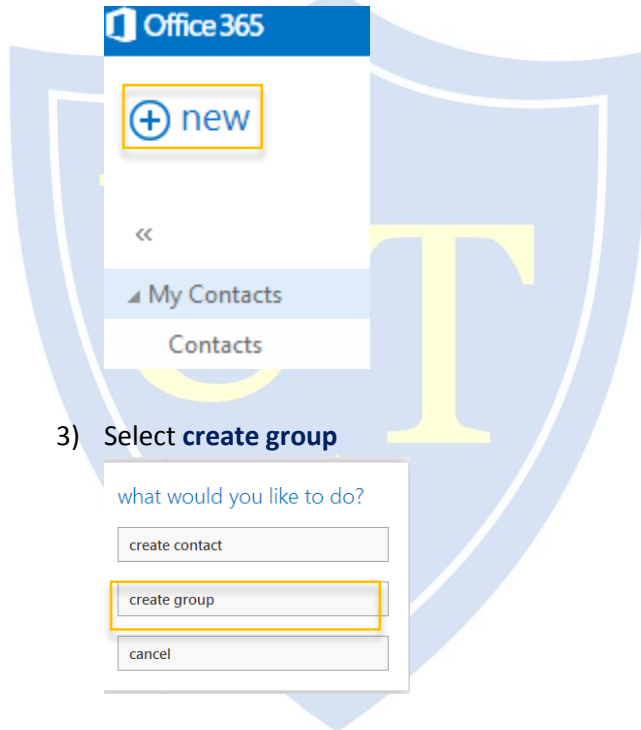 Office 365
new
«
My Contacts
Contacts
3) Select create group
what would you like to do?
create contact
create group
cancel